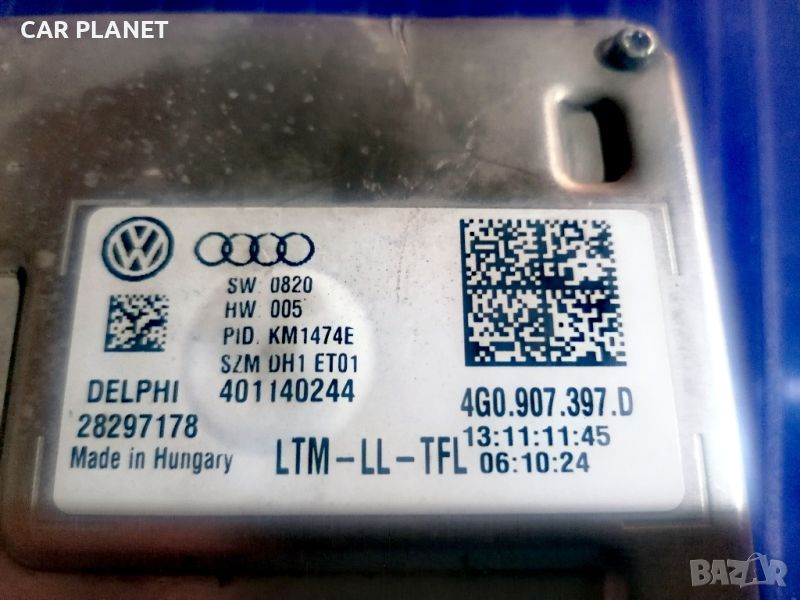 CAR PLANET
SW 0820
HW 005
PID. KM1474E
SZM DH1 ET01
DELPHI 401140244
28297178
Made in Hungary
LTM-LL-TFL
4G0.907.397.D
13:11:11:45
06:10:24
BAZAR